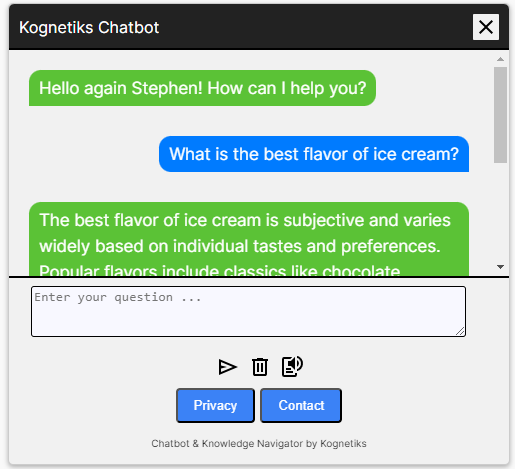 Kognetiks Chatbot
Hello again Stephen! How can I help you?
What is the best flavor of ice cream?
The best flavor of ice cream is subjective and varies
widely based on individual tastes and preferences.
Popular flavors include classics like chocolate
Enter your question ...
Privacy
Contact
Chatbot & Knowledge Navigator by Kognetiks